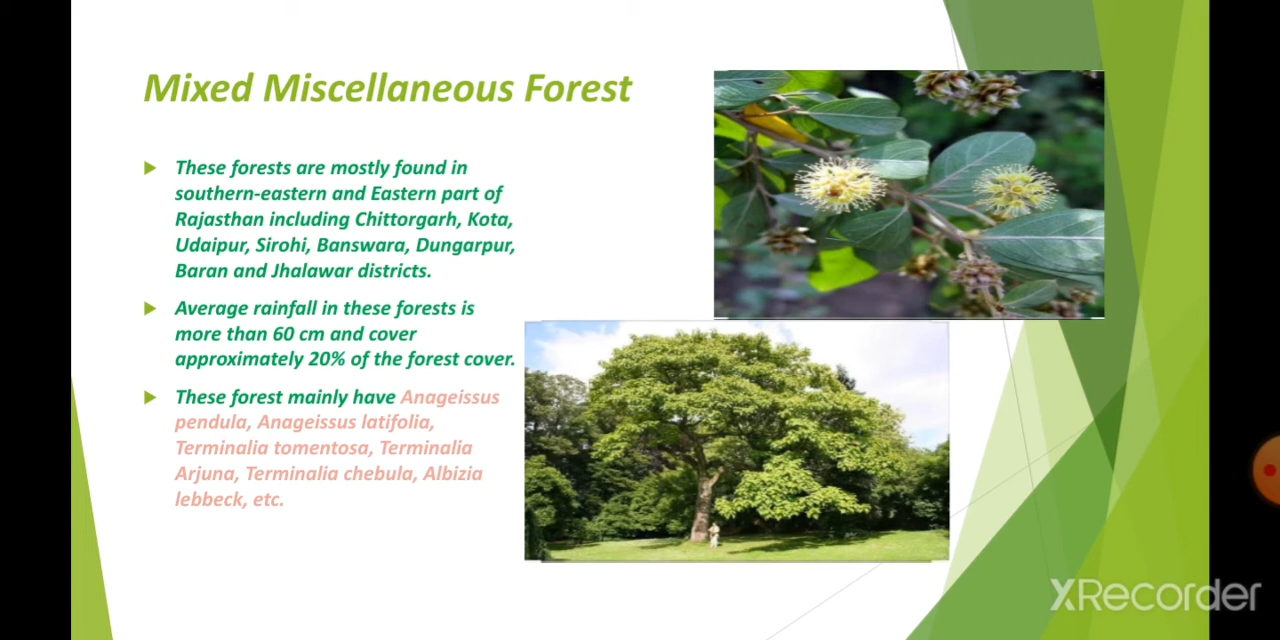 Mixed Miscellaneous Forest
These forests are mostly found in
southern-eastern and Eastern part of
Rajasthan including Chittorgarh, Kota,
Udaipur, Sirohi, Banswara, Dungarpur,
Baran and Jhalawar districts.
Average rainfall in these forests is
more than 60 cm and cover
approximately 20% of the forest cover.
These forest mainly have Anageissus
pendula, Anageissus latifolia,
Terminalia tomentosa, Terminalia
Arjuna, Terminalia chebula, Albizia
lebbeck, etc.
XRecorder